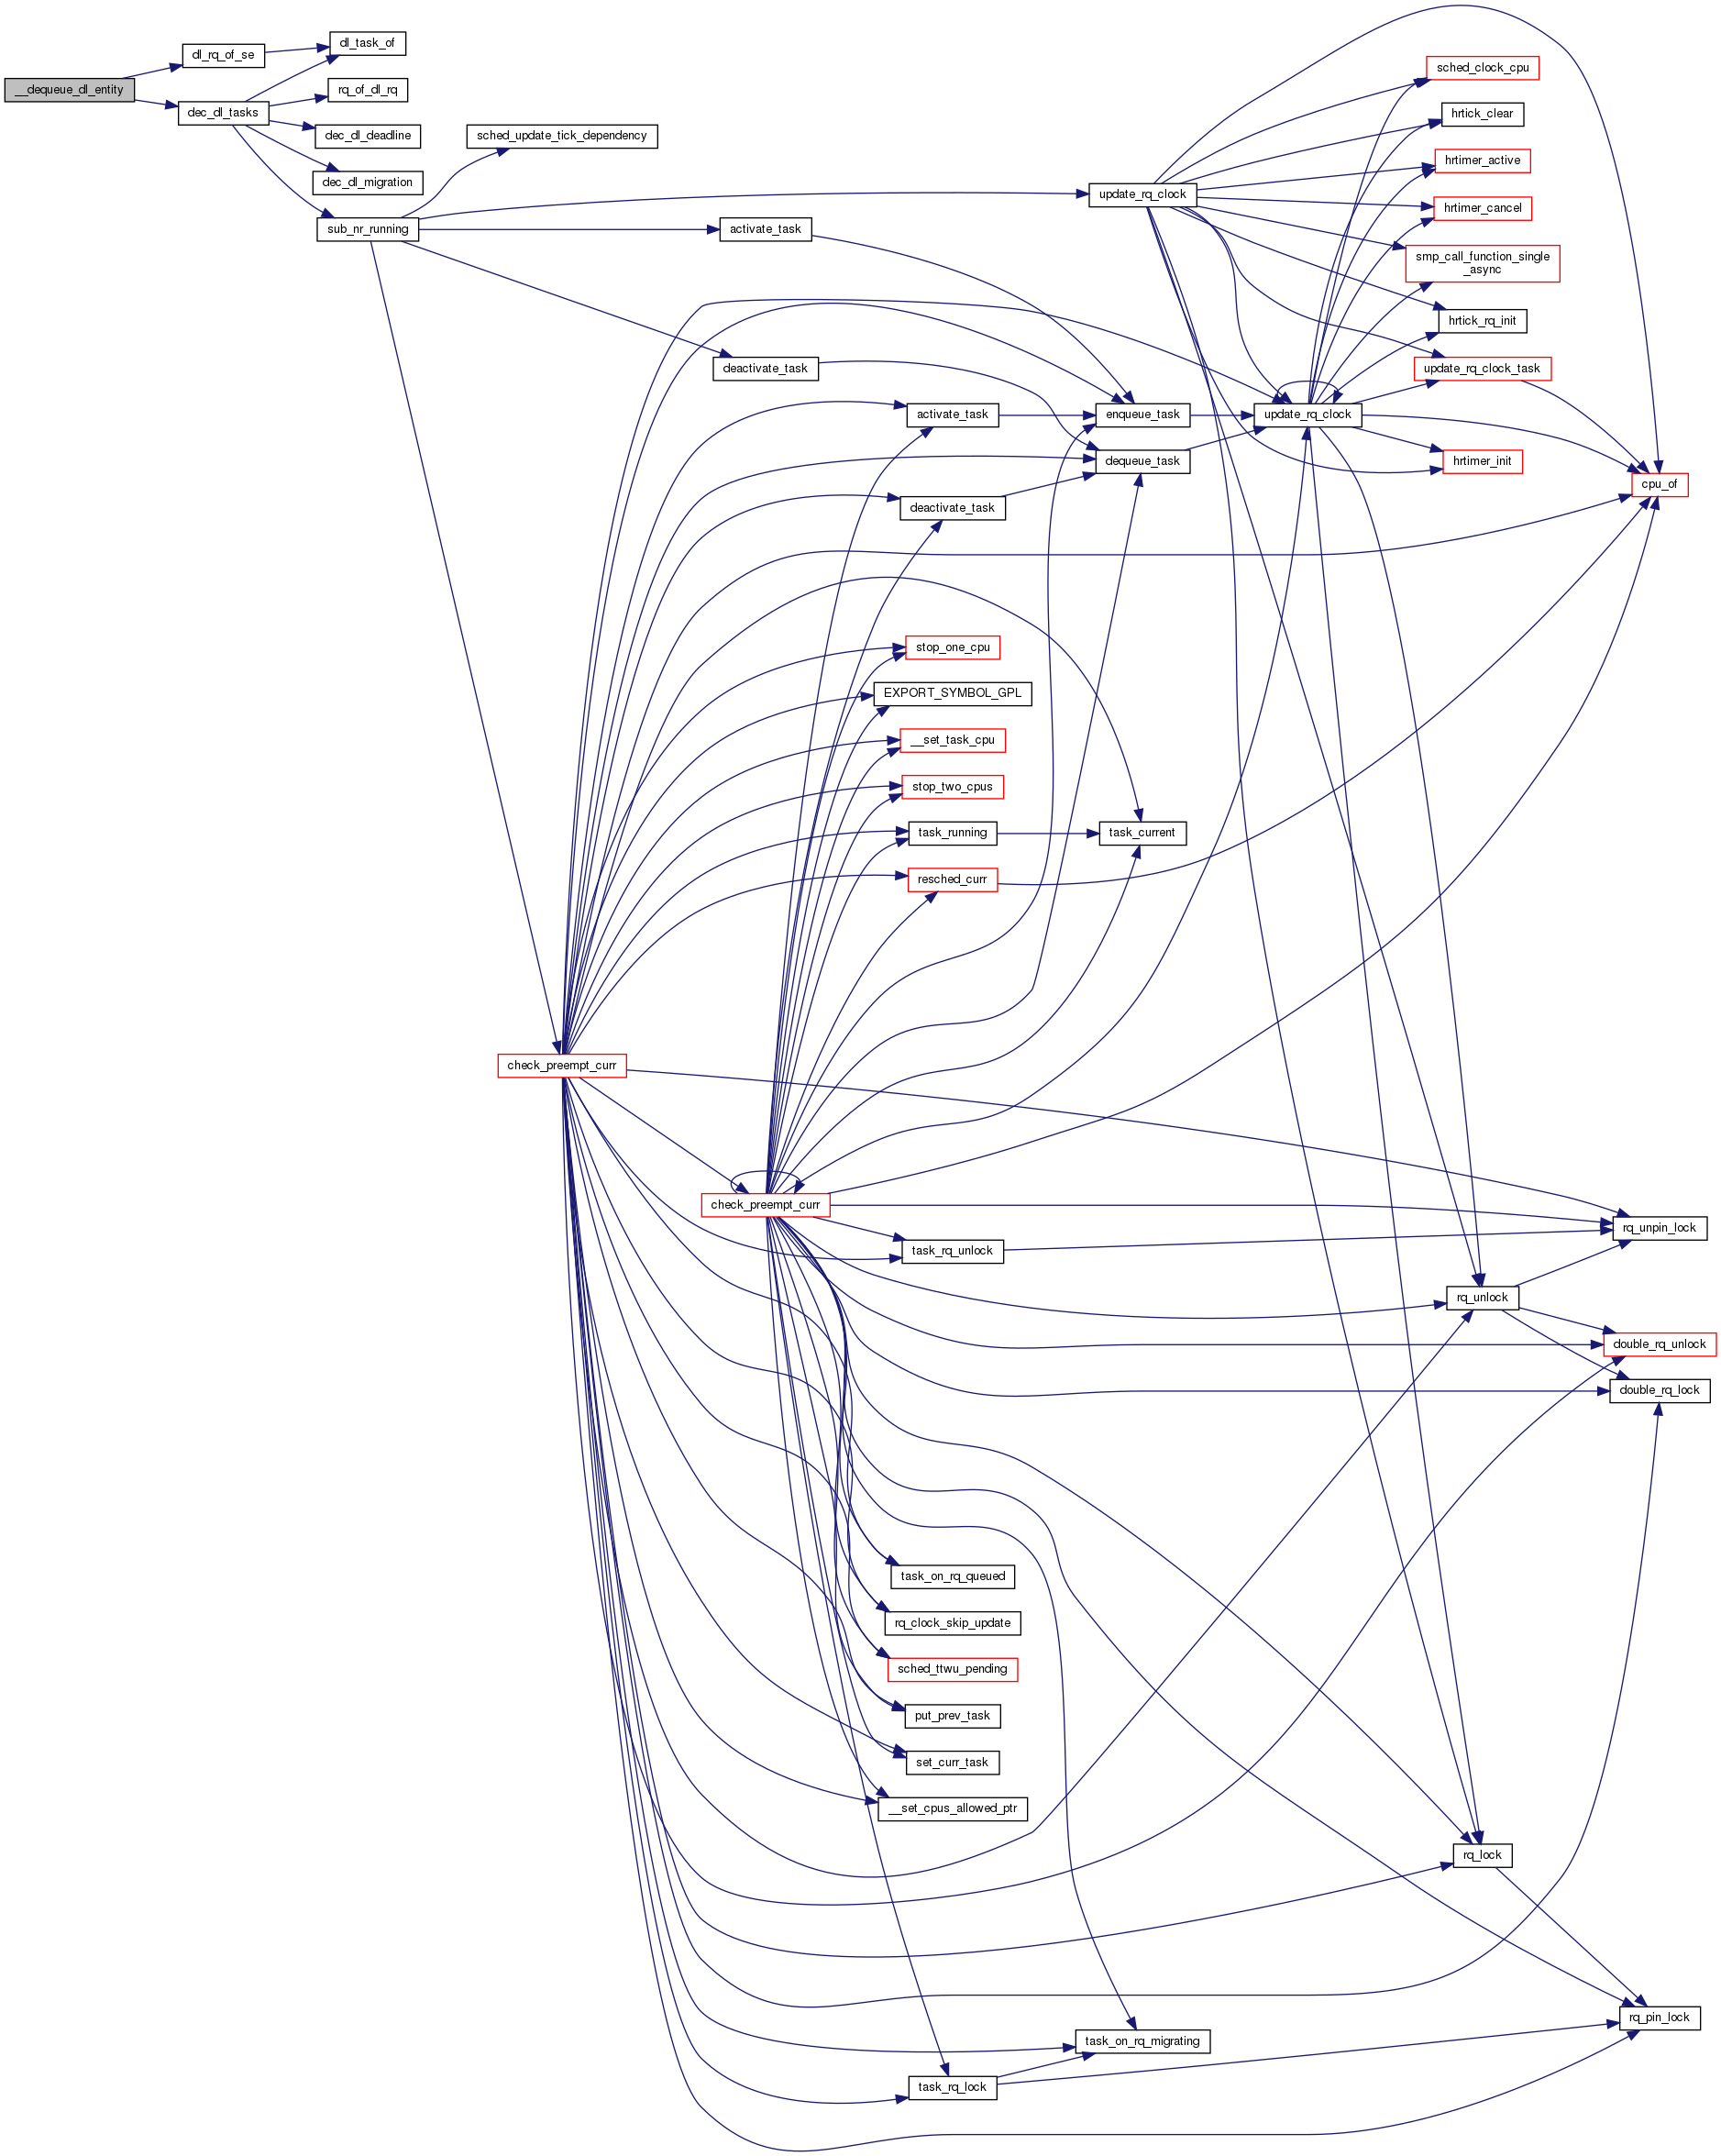 __dequeue_dl_entity
dl_rq_of_se
dl_task_of
dec_dl_tasks
rq_of_dl_rq
dec_dl_deadline
dec_dl_migration
sub_nr_running
sched_update_tick_dependency
update_rq_clock
activate_task
deactivate_task
sched_clock_cpu
hrtick_clear
hrtimer_active
hrtimer_cancel
smp_call_function_single
_async
hrtick_rq_init
update_rq_clock_task
hrtimer_init
cpu_of
activate_task
enqueue_task
update_rq_clock
dequeue_task
deactivate_task
stop_one_cpu
EXPORT_SYMBOL_GPL
__set_task_cpu
stop_two_cpus
task_running
task_current
resched_curr
check_preempt_curr
check_preempt_curr
task_rq_unlock
rq_unpin_lock
rq_unlock
double_rq_unlock
double_rq_lock
task_on_rq_queued
rq_clock_skip_update
sched_ttwu_pending
put_prev_task
set_curr_task
__set_cpus_allowed_ptr
rq_lock
rq_pin_lock
task_on_rq_migrating
task_rq_lock